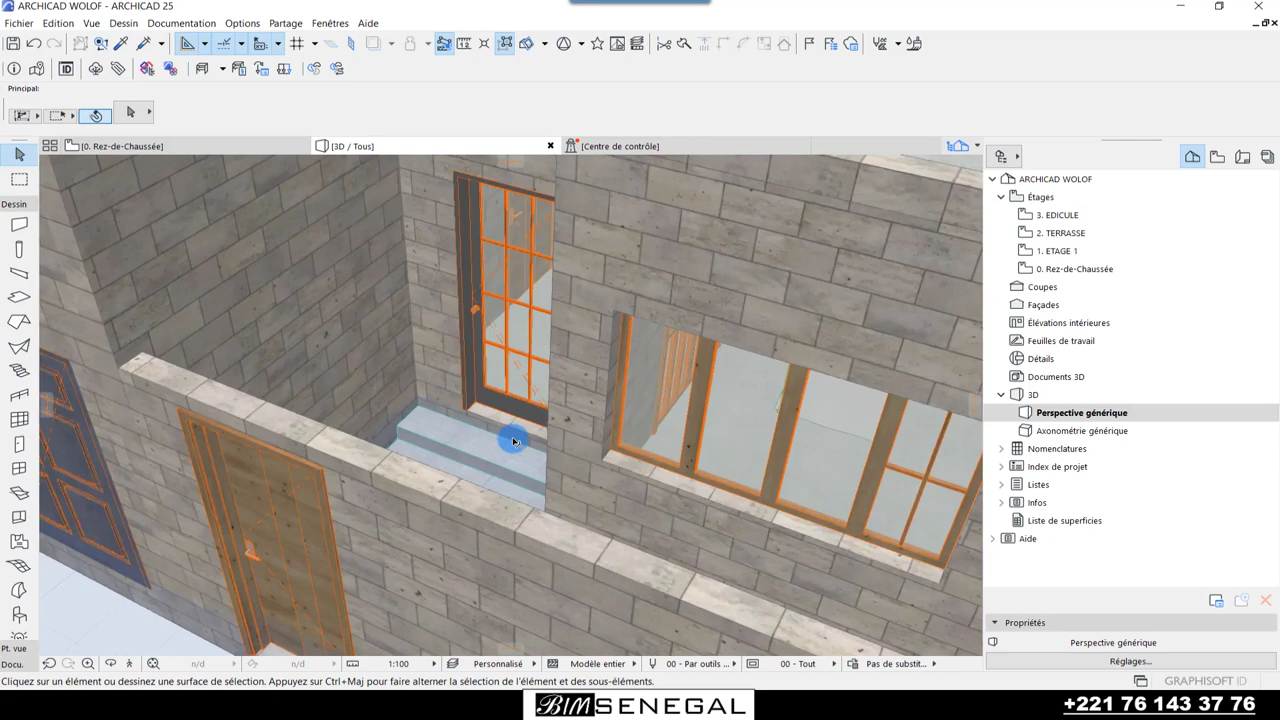 ARCHICAD WOLOF - ARCHICAD 25
Fichier Edition Vue Dessin Documentation Options Partage Fenêtres Aide
Principal:
[0. Rez-de-Chaussée] [3D / Tous] [Centre de contrôle]
Dessin
ARCHICAD WOLOF
Étages
3. EDICULE
2. TERRASSE
1. ETAGE 1
0. Rez-de-Chaussée
Coupes
Façades
Élévations intérieures
Feuilles de travail
Détails
Documents 3D
3D
Perspective générique
Axonométrie générique
Nomenclatures
Index de projet
Listes
Infos
Liste de superficies
Aide
Propriétés
Perspective générique
Réglages...
Pt. vue
Docu.
n/d n/d 1:100 Personnalisé Modèle entier 00 - Par outils ... 00 - Tout Pas de substit...
Cliquez sur un élément ou dessinez une surface de sélection. Appuyez sur Ctrl+Maj pour faire alterner la sélection de l'élément et des sous-éléments.
GRAPHISOFT ID
BIMSENEGAL
+221 76 143 37 76